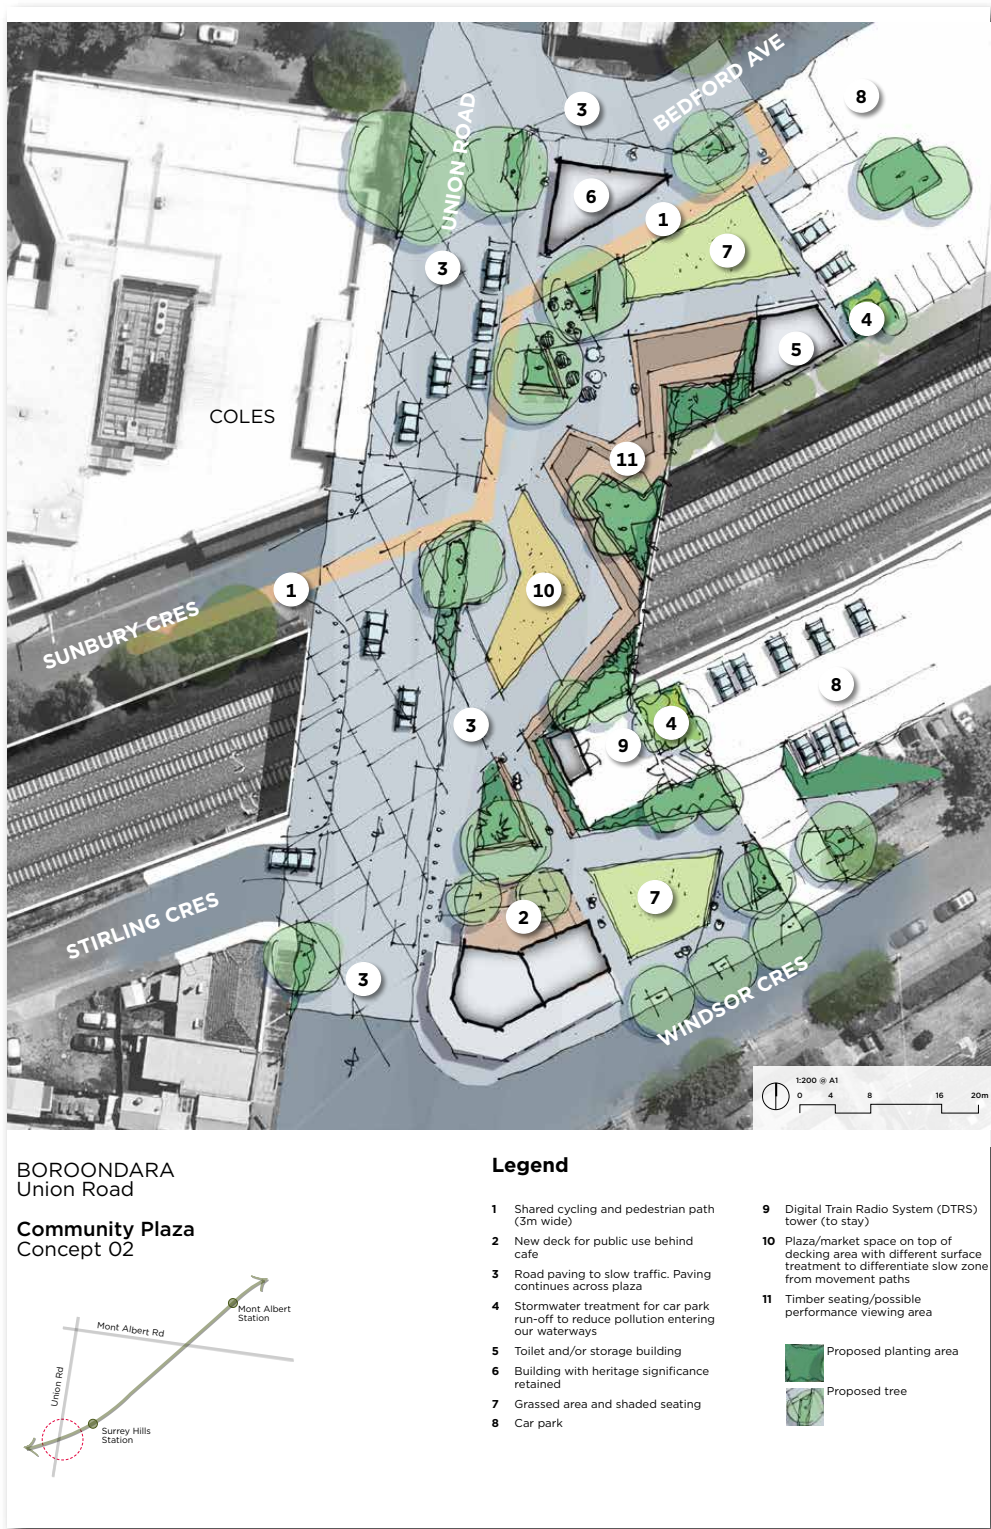 BEDFORD AVE
8
3
UNION ROAD
6
1
7
3
4
5
COLES
11
1
10
SUNBURY CRES
8
3
4
9
STIRLING CRES
7
2
3
WINDSOR CRES
1:200 @ A1
0 4 8 16 20m
BOROONDARA
Union Road
Community Plaza
Concept 02
Mont Albert
Station
Mont Albert Rd
Union Rd
Surrey Hills
Station
Legend
1 Shared cycling and pedestrian path
(3m wide)
2 New deck for public use behind
cafe
3 Road paving to slow traffic. Paving
continues across plaza
4 Stormwater treatment for car park
run-off to reduce pollution entering
our waterways
5 Toilet and/or storage building
6 Building with heritage significance
retained
7 Grassed area and shaded seating
8 Car park
9 Digital Train Radio System (DTRS)
tower (to stay)
10 Plaza/market space on top of
decking area with different surface
treatment to differentiate slow zone
from movement paths
11 Timber seating/possible
performance viewing area
Proposed planting area
Proposed tree